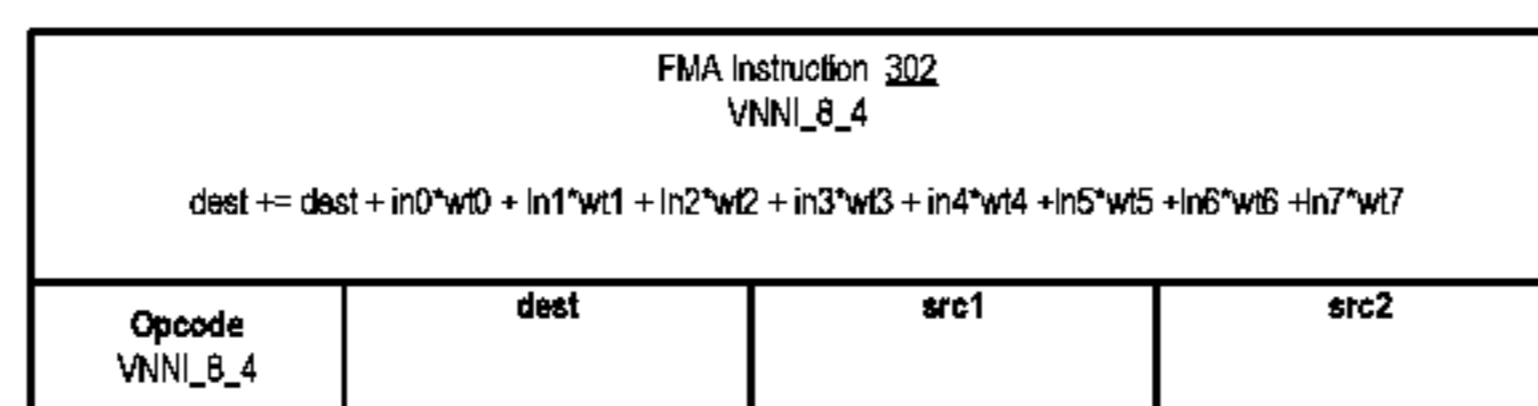 FMA Instruction 302
VNNI_8_4
dest += dest + in0*wt0 + In1*wt1 + In2*wt2 + in3*wt3 + in4*wt4 +In5*wt5 +In6*wt6 +In7*wt7
dest src1 src2
Opcode
VNNI_8_4